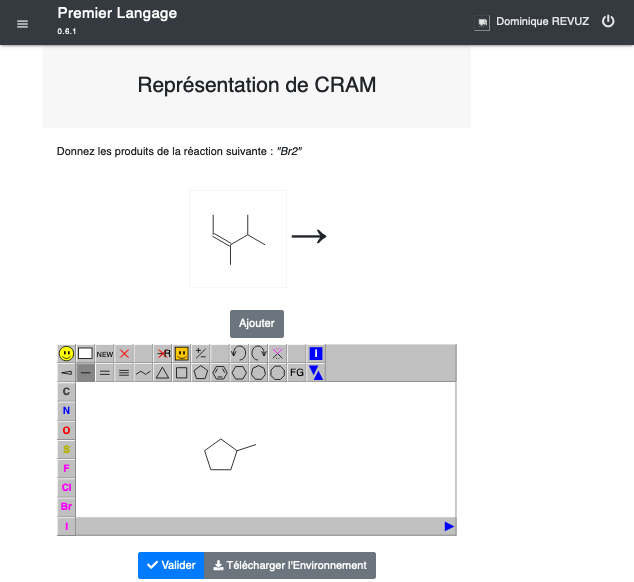 Premier Langage
0.6.1
Dominique REVUZ
Représentation de CRAM
Donnez les produits de la réaction suivante : "Br2"
Ajouter
NEW
R
FG
C
N
O
S
F
Cl
Br
I
Valider
Télécharger l'Environnement